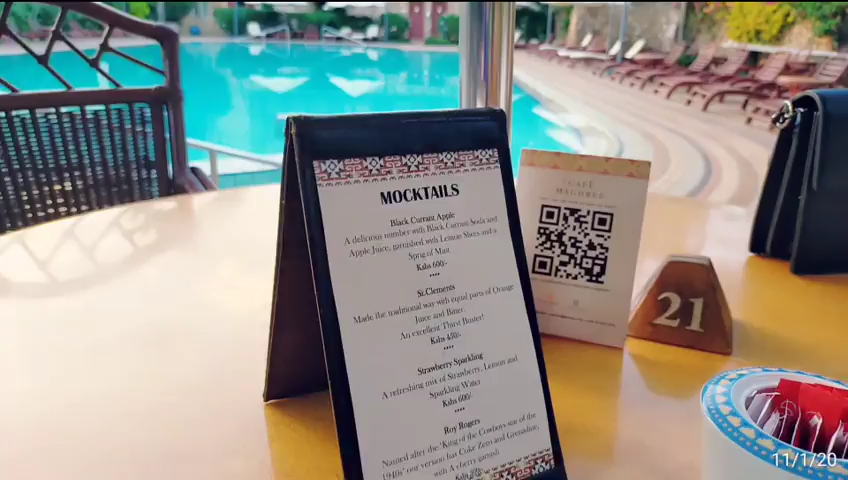 MOCKTAILS
Black Currant Apple
A delicious number with Black Currant Soda and
Apple Juice, garnished with Lemon Slices and a
Sprig of Mint.
Kshs 600/-
****
St.Clements
Made the traditional way with equal parts of Orange
Juice and Bitter.
An excellent Thirst Buster!
Kshs 450/-
****
Strawberry Sparkling
A refreshing mix of Strawberry, Lemon and
Sparkling Water
Kshs 600/-
****
Roy Rogers
Named after the 'King of the Cowboys star of the
1940s' our version has Coke Zero and Grenadine,
with A cherry garnish
Kshs
CAFÉ
MAGHREB
21
11/1/20